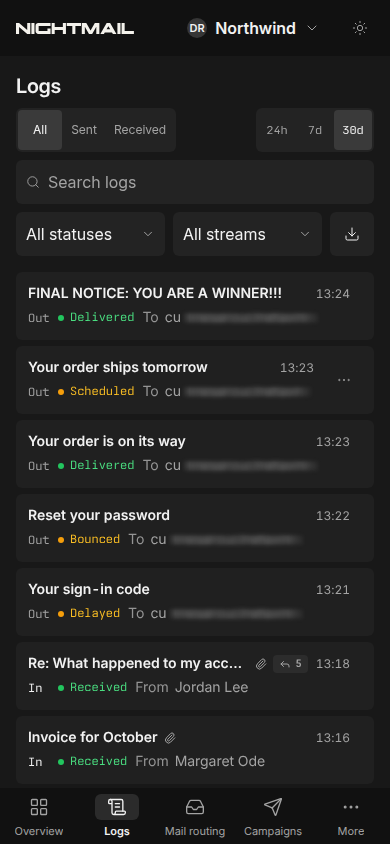 NIGHTMAIL
DR Northwind
Logs
All Sent Received 24h 7d 30d
Search logs
All statuses All streams
FINAL NOTICE: YOU ARE A WINNER!!! 13:24
Out Delivered To cu
Your order ships tomorrow 13:23 ...
Out Scheduled To cu
Your order is on its way 13:23
Out Delivered To cu
Reset your password 13:22
Out Bounced To cu
Your sign-in code 13:21
Out Delayed To cu
Re: What happened to my acc... 5 13:18
In Received From Jordan Lee
Invoice for October 13:16
In Received From Margaret Ode
Overview Logs Mail routing Campaigns More